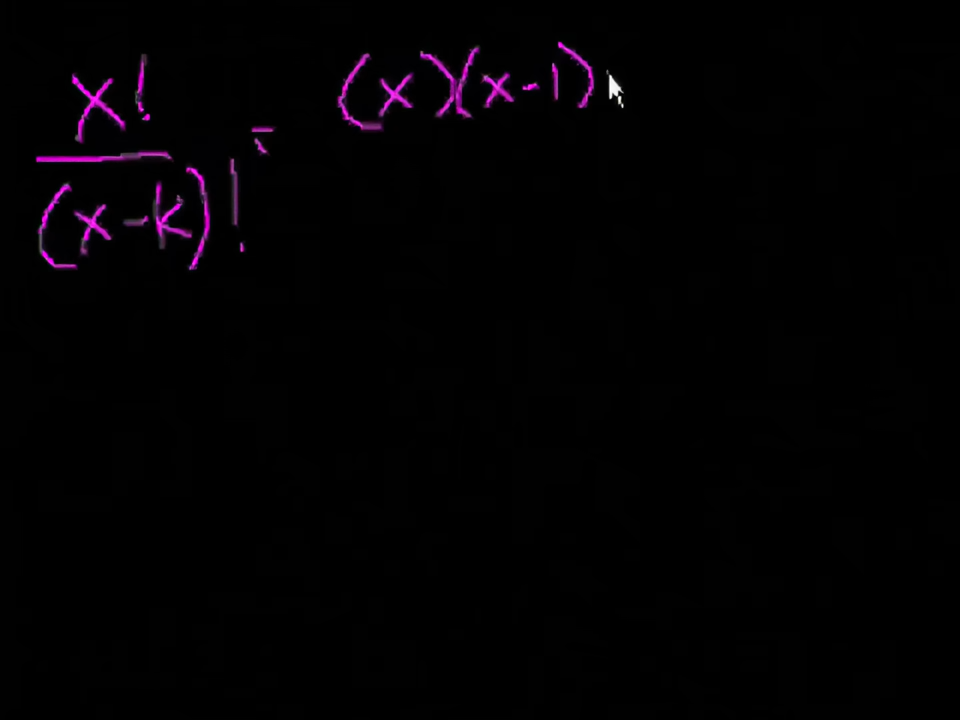 x! / (x-k)! = (x)(x-1)